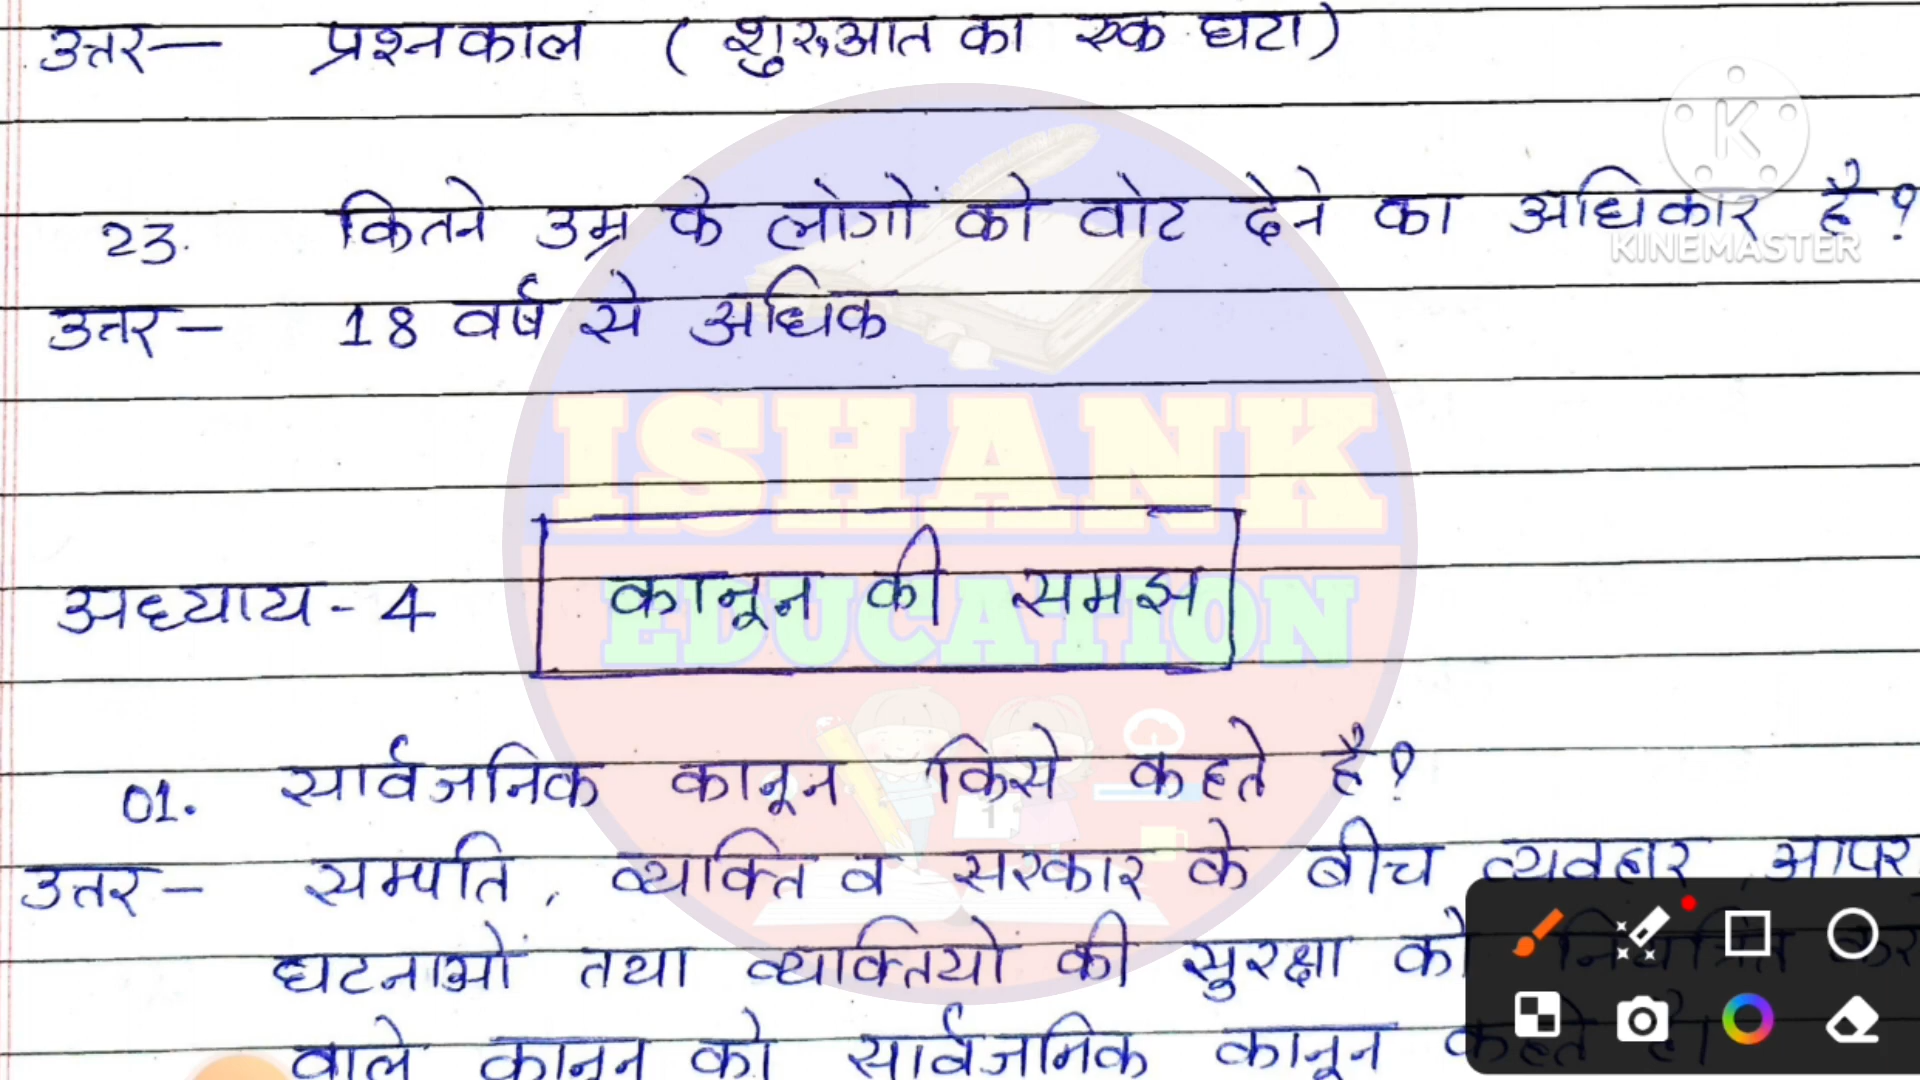 उत्तर— प्रश्नकाल ( शुरुआत का एक घंटा)
23. कितने उम्र के लोगों को वोट देने का अधिकार है?
KINEMASTER
उत्तर— 18 वर्ष से अधिक
ISHANK
EDUCATION
अध्याय - 4 कानून की समझ
01. सार्वजनिक कानून किसे कहते है?
उत्तर— सम्पति, व्यक्ति व सरकार के बीच व्यवहार,
घटनाओं तथा व्यक्तियों की सुरक्षा को नियंत्रित
वाले कानून को सार्वजनिक कानून कहते है।